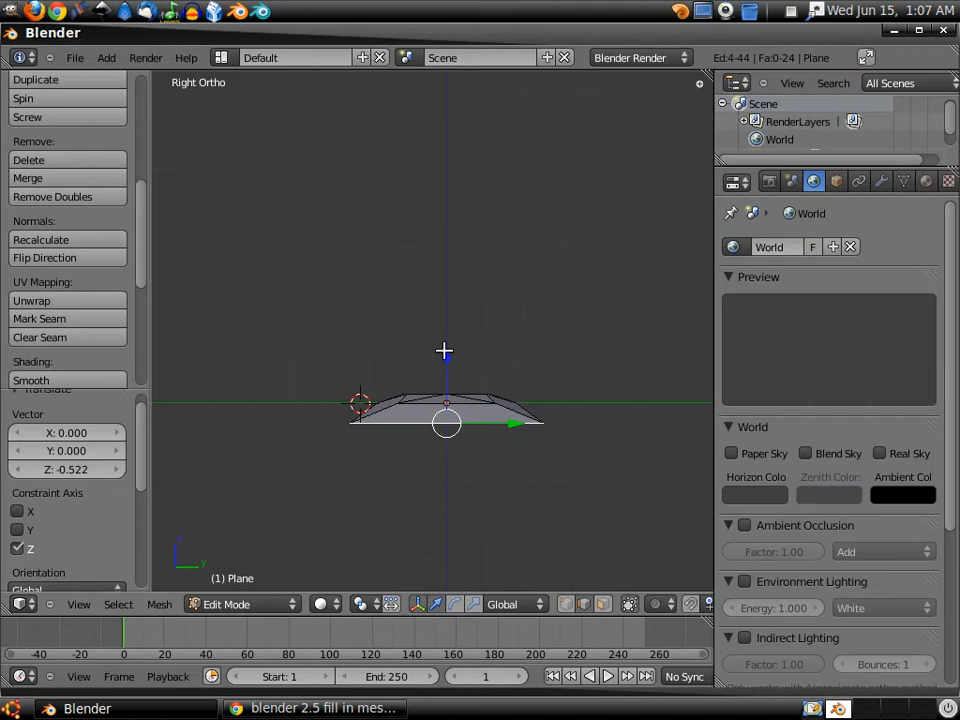 Wed Jun 15, 1:07 AM
Blender
File Add Render Help
Default
Scene
Blender Render
Ed:4-44 | Fa:0-24 | Plane
Duplicate
Spin
Screw
Remove:
Delete
Merge
Remove Doubles
Normals:
Recalculate
Flip Direction
UV Mapping:
Unwrap
Mark Seam
Clear Seam
Shading:
Smooth
Translate
Vector
X: 0.000
Y: 0.000
Z: -0.522
Constraint Axis
X
Y
Z
Orientation
Global
Right Ortho
z
y
(1) Plane
View Search All Scenes
Scene
RenderLayers
World
World
World F
Preview
World
Paper Sky Blend Sky Real Sky
Horizon Colo Zenith Color: Ambient Col
Ambient Occlusion
Factor: 1.00 Add
Environment Lighting
Energy: 1.000 White
Indirect Lighting
Factor: 1.00 Bounces: 1
View Select Mesh Edit Mode Global
-40 -20 0 20 40 60 80 100 120 140 160 180 200 220 240 260
View Frame Playback Start: 1 End: 250 1 No Sync
Blender
blender 2.5 fill in mes...